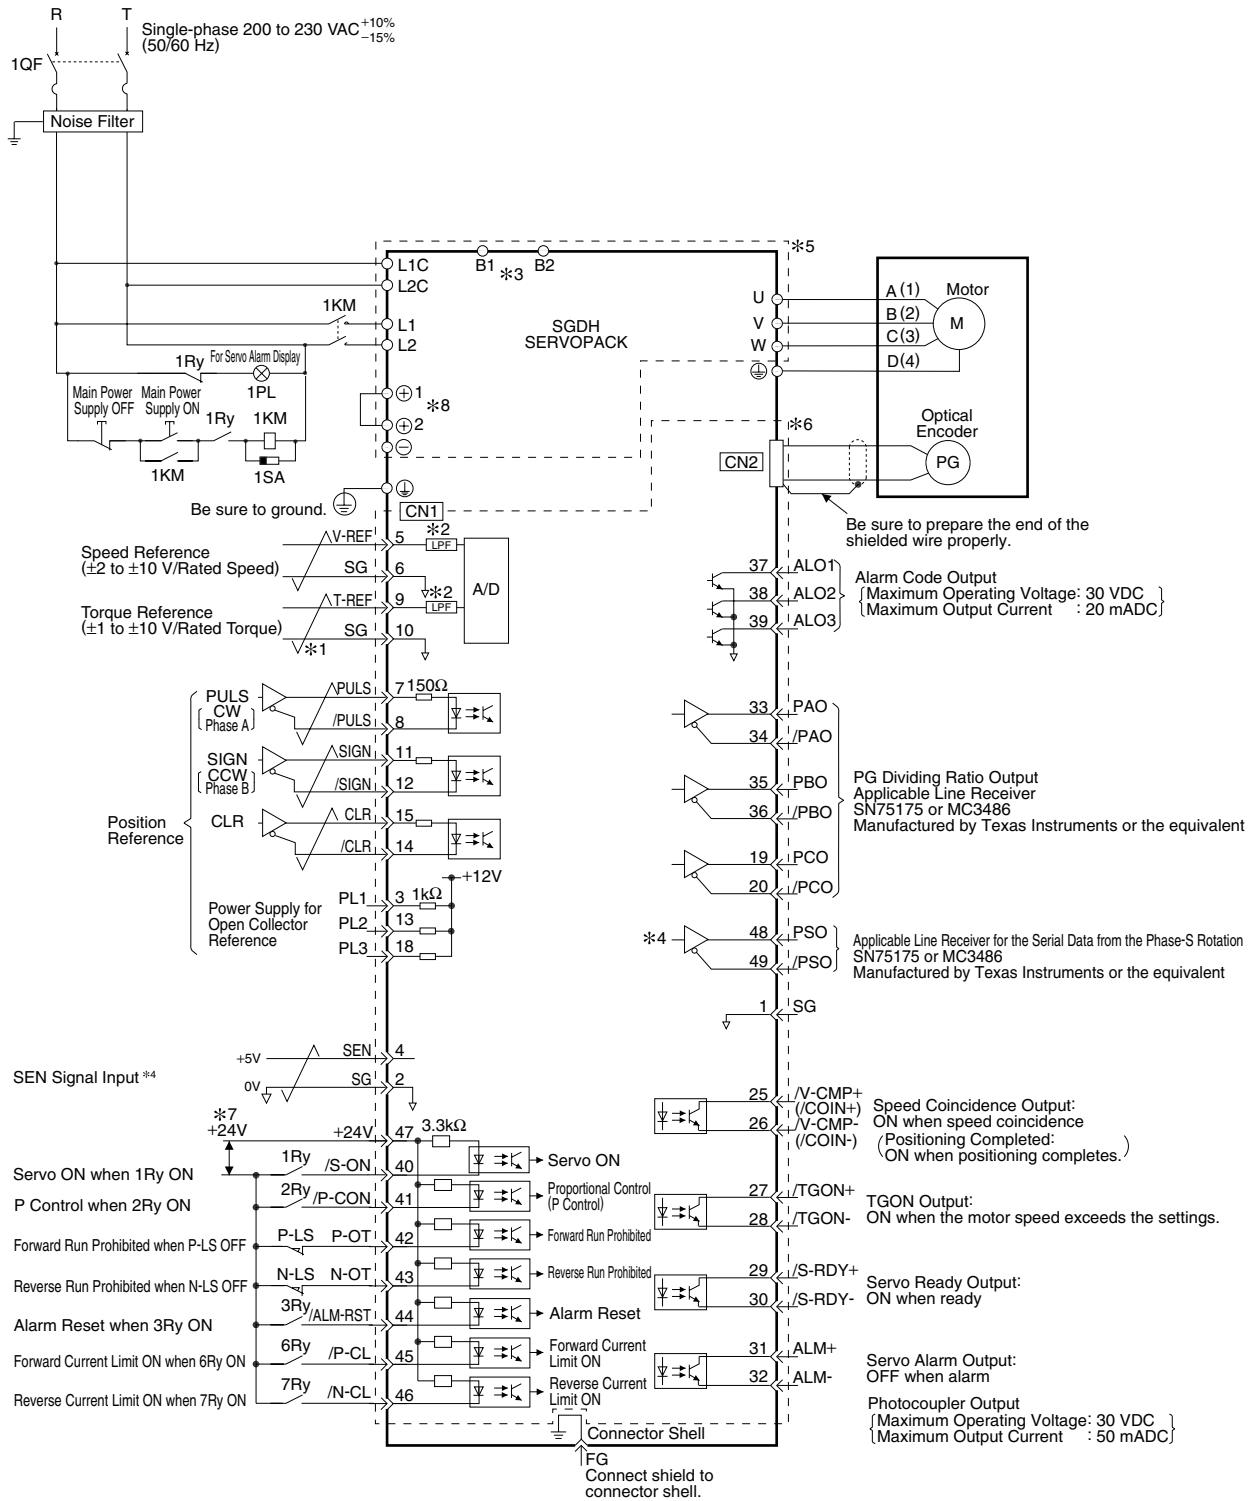 R
T
Single-phase 200 to 230 VAC +10% −15%
(50/60 Hz)
1QF
Noise Filter
L1C
L2C
B1
*3
B2
*5
1KM
L1
L2
SGDH
SERVOPACK
U
V
W
A (1)
B (2)
C (3)
D(4)
Motor
M
1Ry
For Servo Alarm Display
1PL
Main Power
Supply OFF
Main Power
Supply ON
1Ry
1KM
1KM
1SA
+ 1
*8
+ 2
−
*6
CN2
Optical
Encoder
PG
Be sure to ground.
CN1
Be sure to prepare the end of the
shielded wire properly.
Speed Reference
(±2 to ±10 V/Rated Speed)
V-REF
5
*2
LPF
SG
6
A/D
Torque Reference
(±1 to ±10 V/Rated Torque)
T-REF
9
*2
LPF
SG
10
*1
37
ALO1
38
ALO2
39
ALO3
Alarm Code Output
Maximum Operating Voltage: 30 VDC
Maximum Output Current : 20 mADC
Position
Reference
PULS
CW
Phase A
PULS
7
150Ω
/PULS
8
SIGN
CCW
Phase B
SIGN
11
/SIGN
12
CLR
CLR
15
/CLR
14
+12V
Power Supply for
Open Collector
Reference
PL1
3
1kΩ
PL2
13
PL3
18
33
PAO
34
/PAO
35
PBO
36
/PBO
19
PCO
20
/PCO
PG Dividing Ratio Output
Applicable Line Receiver
SN75175 or MC3486
Manufactured by Texas Instruments or the equivalent
*4
48
PSO
49
/PSO
Applicable Line Receiver for the Serial Data from the Phase-S Rotation
SN75175 or MC3486
Manufactured by Texas Instruments or the equivalent
1
SG
SEN Signal Input *4
+5V
SEN
4
0V
SG
2
*7
+24V
+24V
47
3.3kΩ
Servo ON when 1Ry ON
1Ry
/S-ON
40
Servo ON
P Control when 2Ry ON
2Ry
/P-CON
41
Proportional Control
(P Control)
Forward Run Prohibited when P-LS OFF
P-LS
P-OT
42
Forward Run Prohibited
Reverse Run Prohibited when N-LS OFF
N-LS
N-OT
43
Reverse Run Prohibited
Alarm Reset when 3Ry ON
3Ry
/ALM-RST
44
Alarm Reset
Forward Current Limit ON when 6Ry ON
6Ry
/P-CL
45
Forward Current
Limit ON
Reverse Current Limit ON when 7Ry ON
7Ry
/N-CL
46
Reverse Current
Limit ON
25
/V-CMP+
(/COIN+)
26
/V-CMP-
(/COIN-)
Speed Coincidence Output:
ON when speed coincidence
(Positioning Completed:
ON when positioning completes.)
27
/TGON+
28
/TGON-
TGON Output:
ON when the motor speed exceeds the settings.
29
/S-RDY+
30
/S-RDY-
Servo Ready Output:
ON when ready
31
ALM+
32
ALM-
Servo Alarm Output:
OFF when alarm
Photocoupler Output
Maximum Operating Voltage: 30 VDC
Maximum Output Current : 50 mADC
Connector Shell
FG
Connect shield to
connector shell.